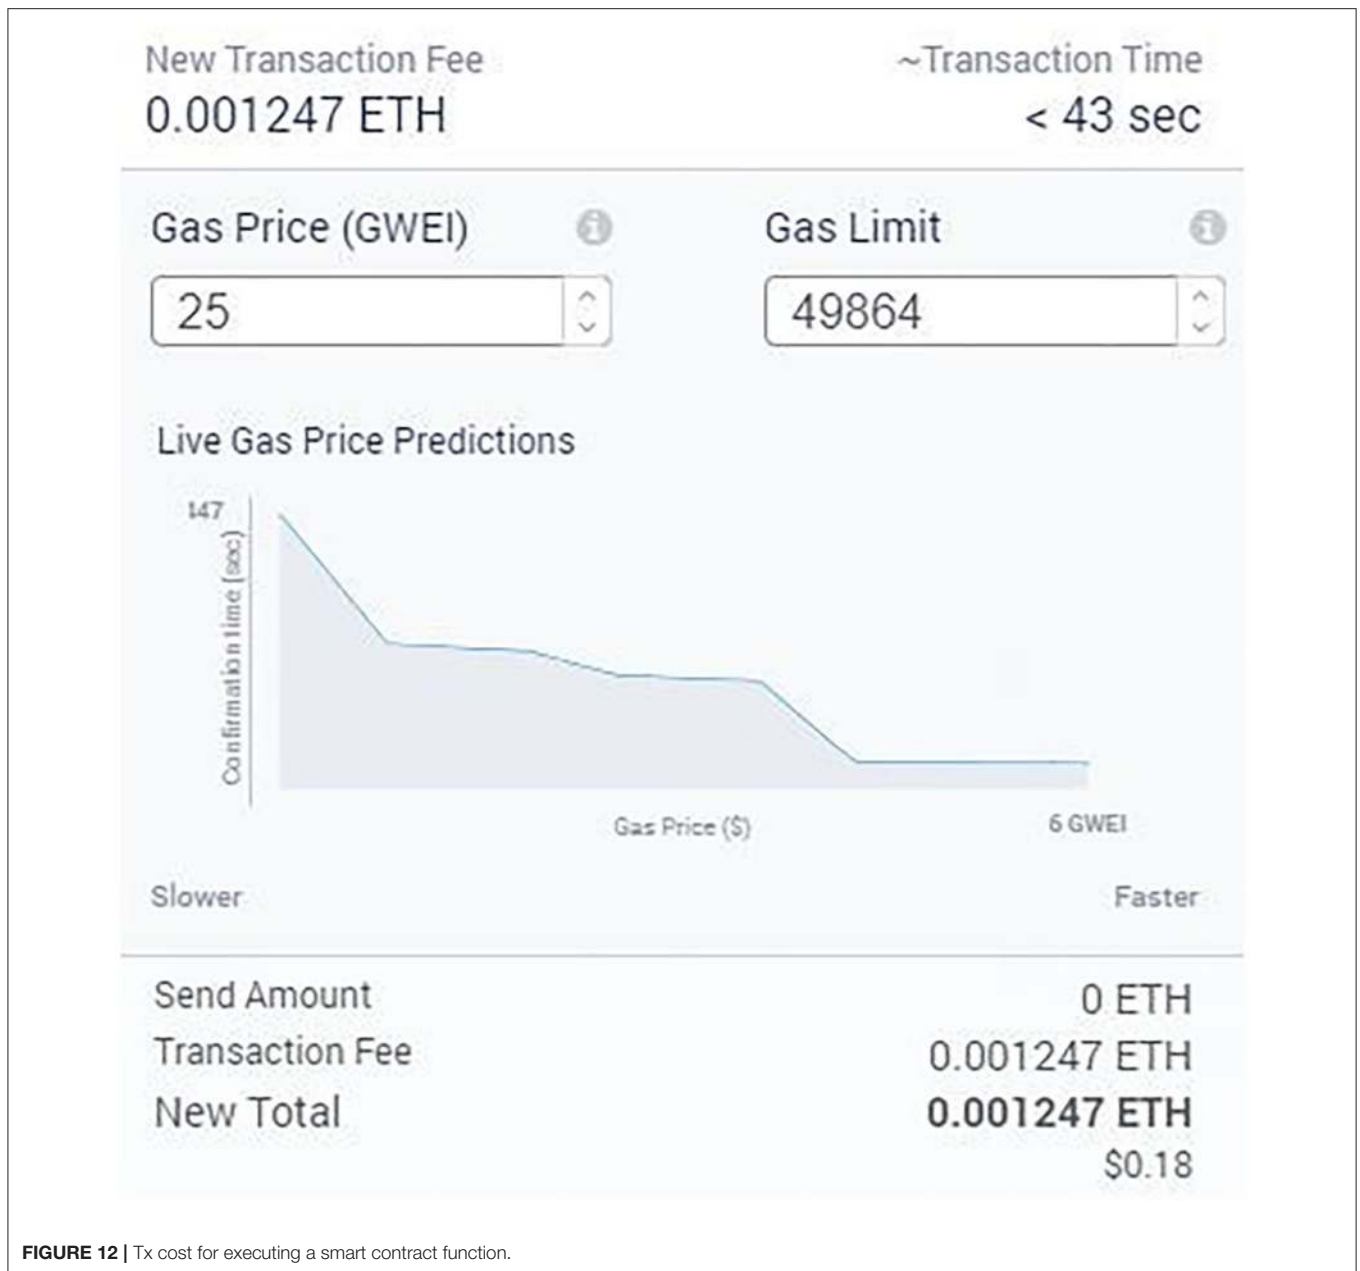 New Transaction Fee ~Transaction Time
0.001247 ETH < 43 sec
Gas Price (GWEI) Gas Limit
25 49864
Live Gas Price Predictions
147
Confirmation time (sec)
Gas Price ($) 6 GWEI
Slower Faster
Send Amount 0 ETH
Transaction Fee 0.001247 ETH
New Total 0.001247 ETH
$0.18
FIGURE 12 | Tx cost for executing a smart contract function.